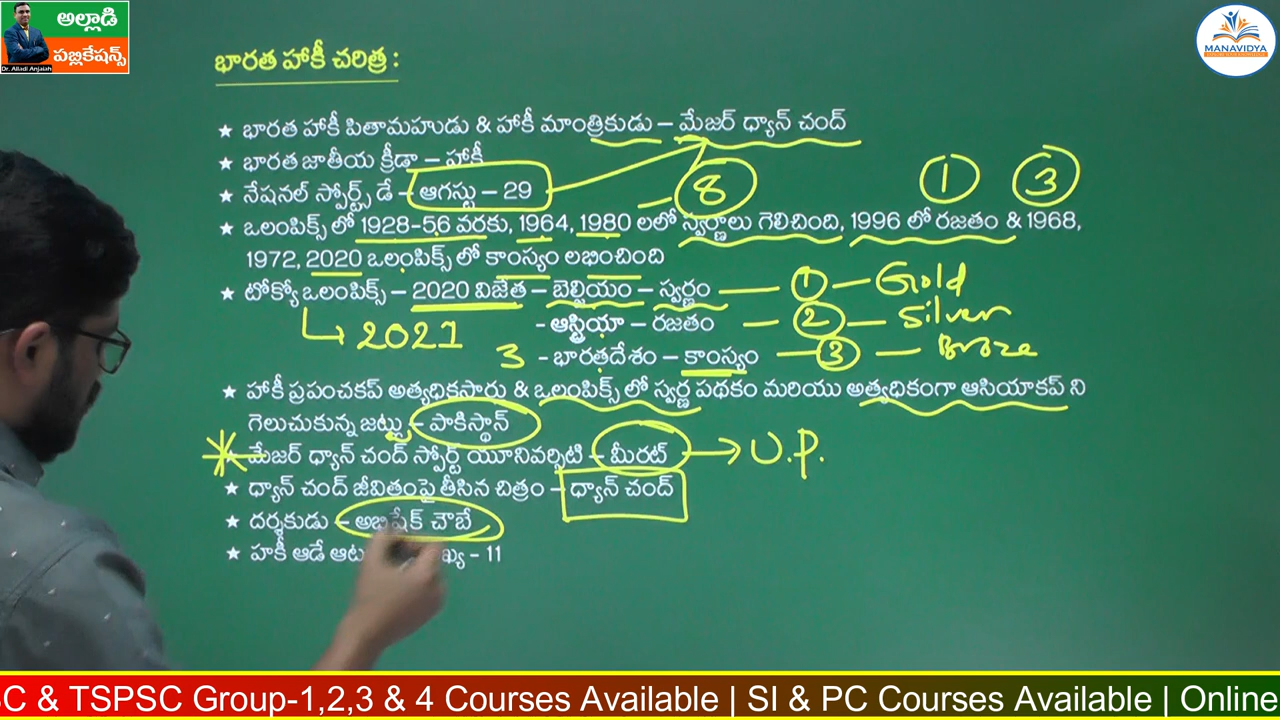 అల్లాడి
పబ్లికేషన్స్
Dr. Alladi Anjaiah
MANAVIDYA
భారత హాకీ చరిత్ర :
★ భారత హాకీ పితామహుడు & హాకీ మాంత్రికుడు – మేజర్ ధ్యాన్ చంద్
★ భారత జాతీయ క్రీడా – హాకీ
★ నేషనల్ స్పోర్ట్స్ డే – ఆగస్టు – 29
8 1 3
★ ఒలంపిక్స్ లో 1928-56 వరకు, 1964, 1980 లలో స్వర్ణాలు గెలిచింది, 1996 లో రజతం & 1968,
1972, 2020 ఒలంపిక్స్ లో కాంస్యం లభించింది
★ టోక్యో ఒలంపిక్స్ – 2020 విజేత – బెల్జియం – స్వర్ణం — 1 — Gold
2021 - ఆస్ట్రియా – రజతం — 2 — Silver
3 - భారతదేశం – కాంస్యం — 3 — Bronze
★ హాకీ ప్రపంచకప్ అత్యధికసార్లు & ఒలంపిక్స్ లో స్వర్ణ పథకం మరియు అత్యధికంగా ఆసియాకప్ ని
గెలుచుకున్న జట్లు – పాకిస్థాన్
★ మేజర్ ధ్యాన్ చంద్ స్పోర్ట్ యూనివర్సిటి – మీరట్ → U.P.
★ ధ్యాన్ చంద్ జీవితంపై తీసిన చిత్రం – ధ్యాన్ చంద్
★ దర్శకుడు – అభిషేక్ చౌబే
★ హకీ ఆడే – 11
SC & TSPSC Group-1,2,3 & 4 Courses Available | SI & PC Courses Available | Online